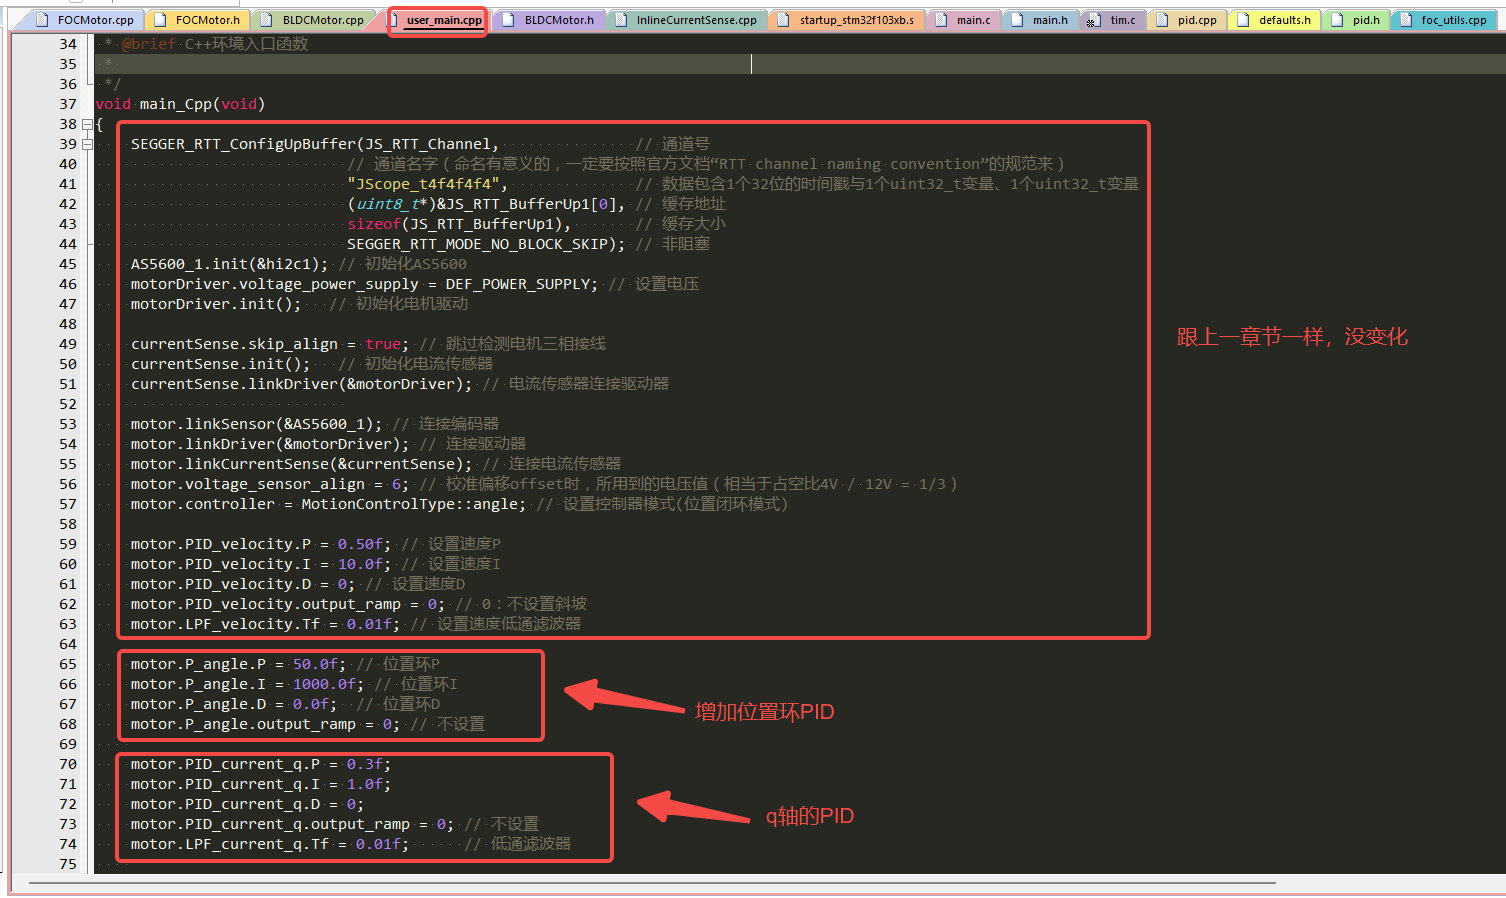 FOCMotor.cpp FOCMotor.h BLDCMotor.cpp user_main.cpp BLDCMotor.h InlineCurrentSense.cpp startup_stm32f103xb.s main.c main.h tim.c pid.cpp defaults.h pid.h foc_utils.cpp
34 * @brief C++环境入口函数
35 *
36 */
37 void main_Cpp(void)
38 {
39 SEGGER_RTT_ConfigUpBuffer(JS_RTT_Channel, // 通道号
40 // 通道名字（命名有意义的，一定要按照官方文档“RTT channel naming convention”的规范来）
41 "JScope_t4f4f4f4", // 数据包含1个32位的时间戳与1个uint32_t变量、1个uint32_t变量
42 (uint8_t*)&JS_RTT_BufferUp1[0], // 缓存地址
43 sizeof(JS_RTT_BufferUp1), // 缓存大小
44 SEGGER_RTT_MODE_NO_BLOCK_SKIP); // 非阻塞
45 AS5600_1.init(&hi2c1); // 初始化AS5600
46 motorDriver.voltage_power_supply = DEF_POWER_SUPPLY; // 设置电压
47 motorDriver.init(); // 初始化电机驱动
48
49 currentSense.skip_align = true; // 跳过检测电机三相接线
50 currentSense.init(); // 初始化电流传感器
51 currentSense.linkDriver(&motorDriver); // 电流传感器连接驱动器
52
53 motor.linkSensor(&AS5600_1); // 连接编码器
54 motor.linkDriver(&motorDriver); // 连接驱动器
55 motor.linkCurrentSense(&currentSense); // 连接电流传感器
56 motor.voltage_sensor_align = 6; // 校准偏移offset时，所用到的电压值（相当于占空比4V / 12V = 1/3）
57 motor.controller = MotionControlType::angle; // 设置控制器模式(位置闭环模式)
58
59 motor.PID_velocity.P = 0.50f; // 设置速度P
60 motor.PID_velocity.I = 10.0f; // 设置速度I
61 motor.PID_velocity.D = 0; // 设置速度D
62 motor.PID_velocity.output_ramp = 0; // 0：不设置斜坡
63 motor.LPF_velocity.Tf = 0.01f; // 设置速度低通滤波器
64
65 motor.P_angle.P = 50.0f; // 位置环P
66 motor.P_angle.I = 1000.0f; // 位置环I
67 motor.P_angle.D = 0.0f; // 位置环D
68 motor.P_angle.output_ramp = 0; // 不设置
69
70 motor.PID_current_q.P = 0.3f;
71 motor.PID_current_q.I = 1.0f;
72 motor.PID_current_q.D = 0;
73 motor.PID_current_q.output_ramp = 0; // 不设置
74 motor.LPF_current_q.Tf = 0.01f; // 低通滤波器
75
跟上一章节一样，没变化
增加位置环PID
q轴的PID